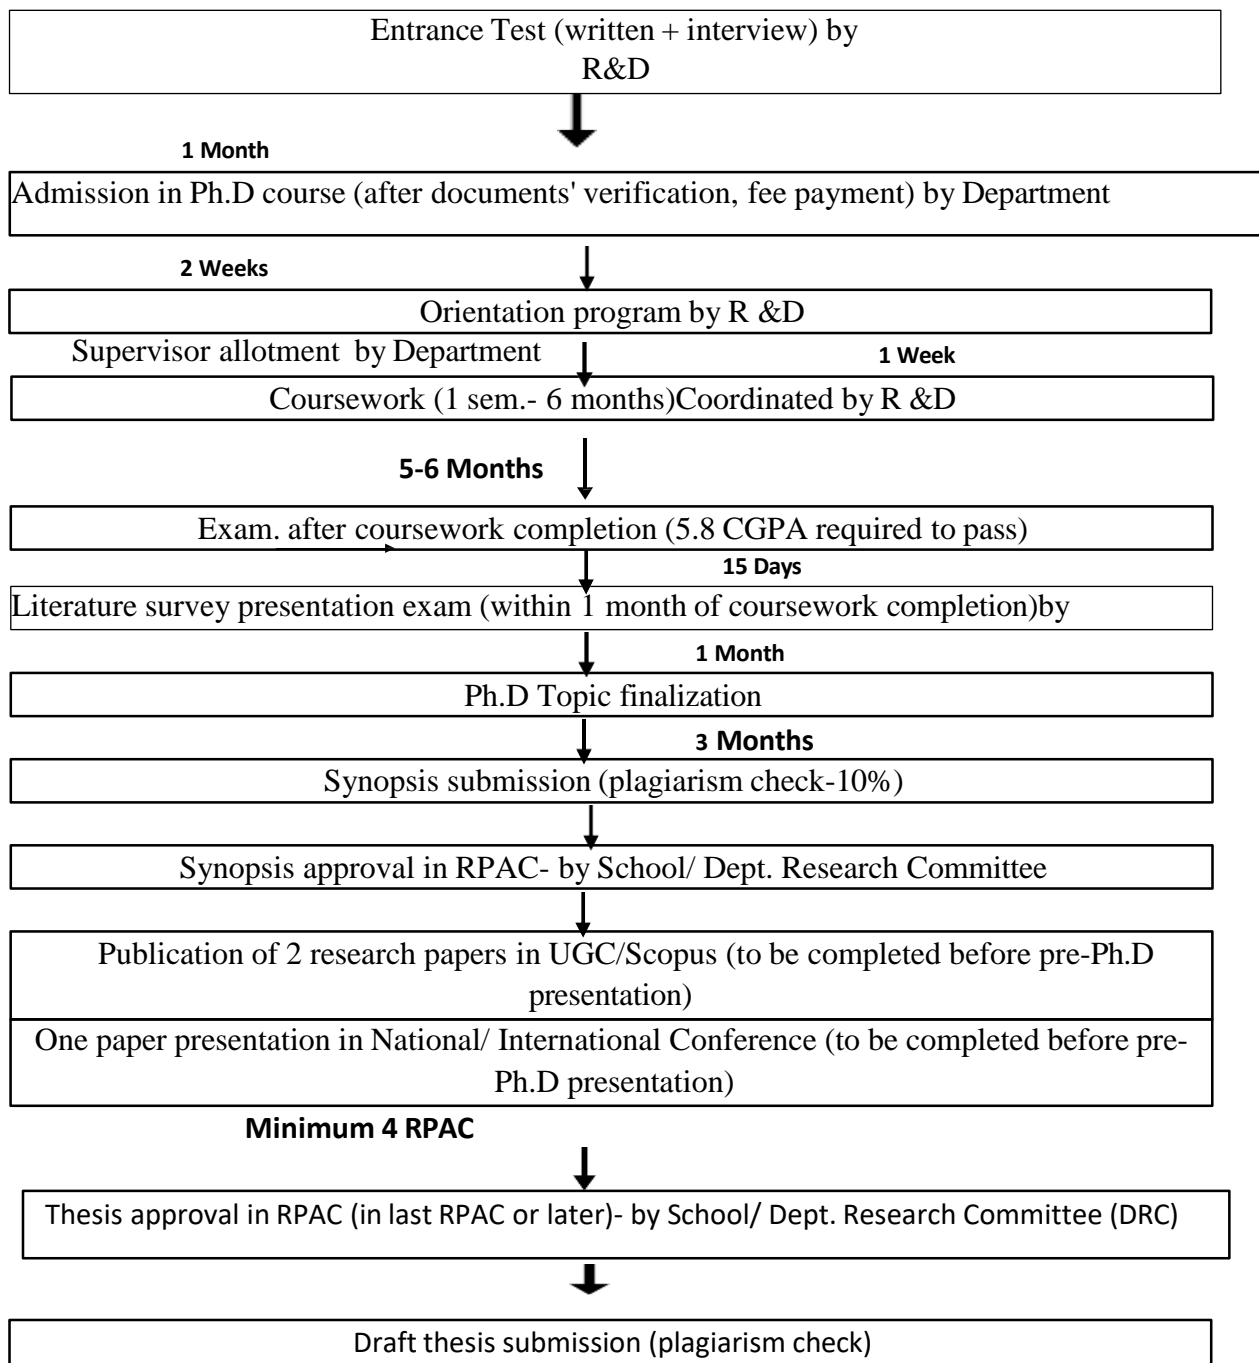 Entrance Test (written + interview) by
R&D
1 Month
Admission in Ph.D course (after documents' verification, fee payment) by Department
2 Weeks
Orientation program by R &D
Supervisor allotment by Department
1 Week
Coursework (1 sem.- 6 months)Coordinated by R &D
5-6 Months
Exam. after coursework completion (5.8 CGPA required to pass)
15 Days
Literature survey presentation exam (within 1 month of coursework completion)by
1 Month
Ph.D Topic finalization
3 Months
Synopsis submission (plagiarism check-10%)
Synopsis approval in RPAC- by School/ Dept. Research Committee
Publication of 2 research papers in UGC/Scopus (to be completed before pre-Ph.D
presentation)
One paper presentation in National/ International Conference (to be completed before pre-
Ph.D presentation)
Minimum 4 RPAC
Thesis approval in RPAC (in last RPAC or later)- by School/ Dept. Research Committee (DRC)
Draft thesis submission (plagiarism check)